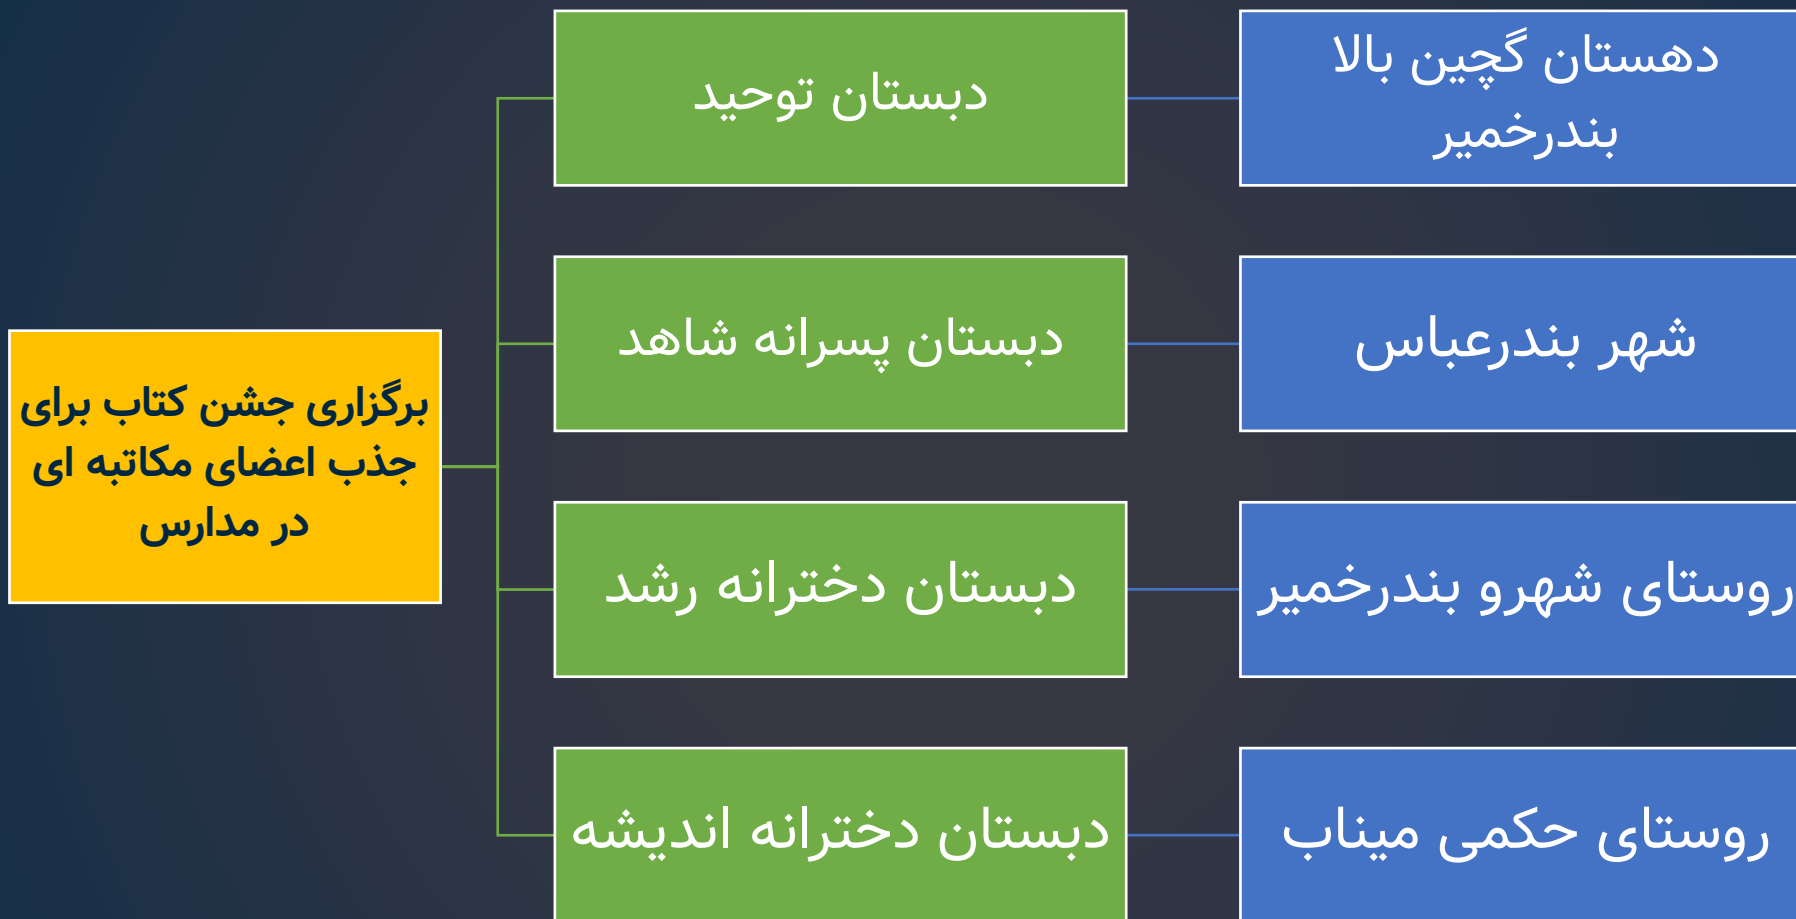 برگزاری جشن کتاب برای
جذب اعضای مکاتبه ای
در مدارس
دبستان توحید
دهستان گچین بالا
بندرخمیر
دبستان پسرانه شاهد
شهر بندرعباس
دبستان دخترانه رشد
روستای شهرو بندرخمیر
دبستان دخترانه اندیشه
روستای حکمی میناب